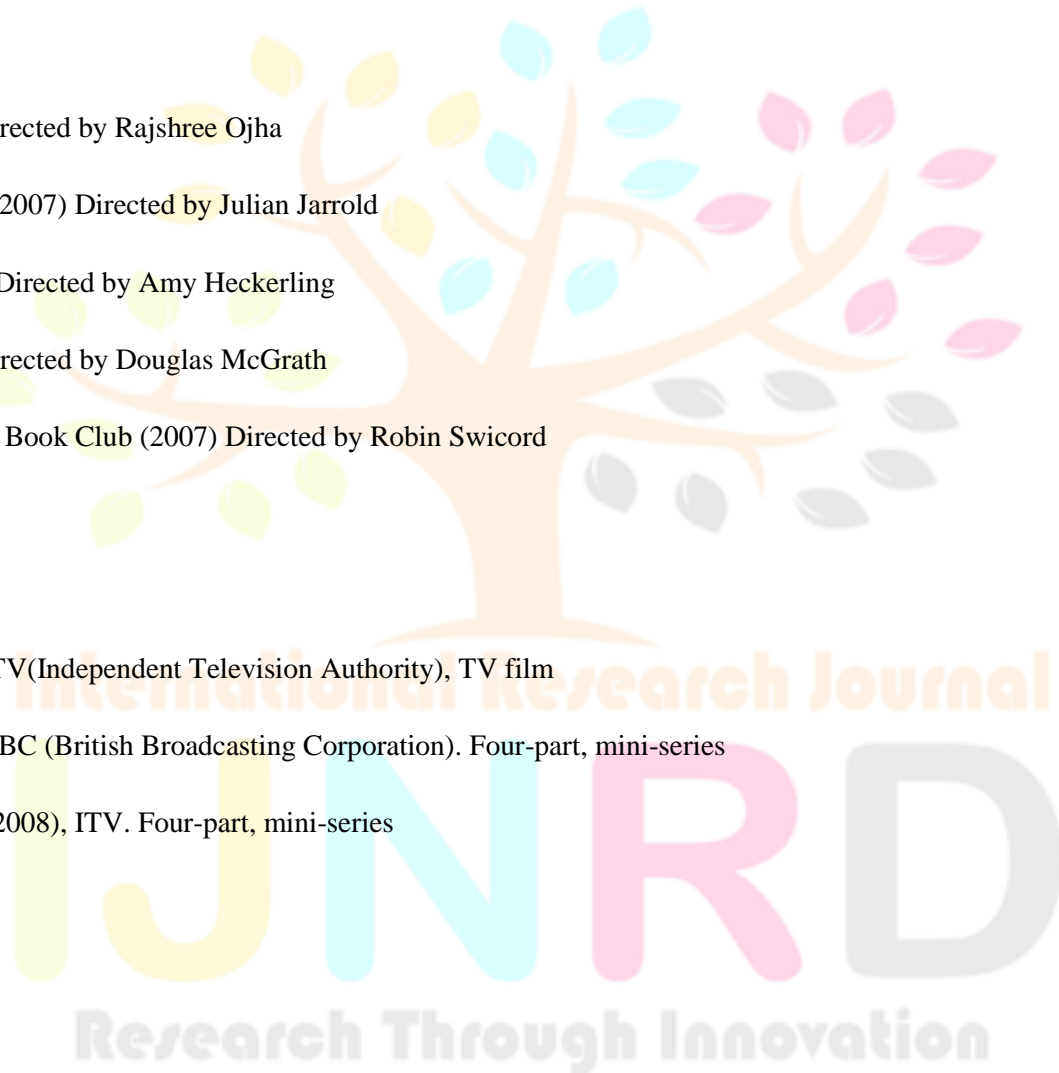 rected by Rajshree Ojha
2007) Directed by Julian Jarrold
Directed by Amy Heckerling
rected by Douglas McGrath
Book Club (2007) Directed by Robin Swicord
TV(Independent Television Authority), TV film
International Research Journal
BC (British Broadcasting Corporation). Four-part, mini-series
2008), ITV. Four-part, mini-series
IJNRD
Research Through Innovation